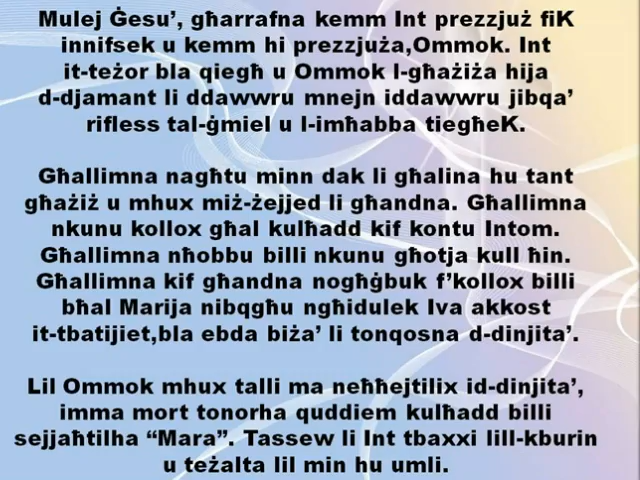 Mulej Ġesu’, għarrafna kemm Int prezzjuż fiK
innifsek u kemm hi prezzjuża,Ommok. Int
it-teżor bla qiegħ u Ommok l-għażiża hija
d-djamant li ddawwru mnejn iddawwru jibqa’
rifless tal-ġmiel u l-imħabba tiegħeK.
Għallimna nagħtu minn dak li għalina hu tant
għażiż u mhux miż-żejjed li għandna. Għallimna
nkunu kollox għal kulħadd kif kontu Intom.
Għallimna nħobbu billi nkunu għotja kull ħin.
Għallimna kif għandna nogħġbuk f’kollox billi
bħal Marija nibqgħu ngħidulek Iva akkost
it-tbatijiet,bla ebda biża’ li tonqosna d-dinjita’.
Lil Ommok mhux talli ma neħħejtilix id-dinjita’,
imma mort tonorha quddiem kulħadd billi
sejjaħtilha “Mara”. Tassew li Int tbaxxi lill-kburin
u teżalta lil min hu umli.